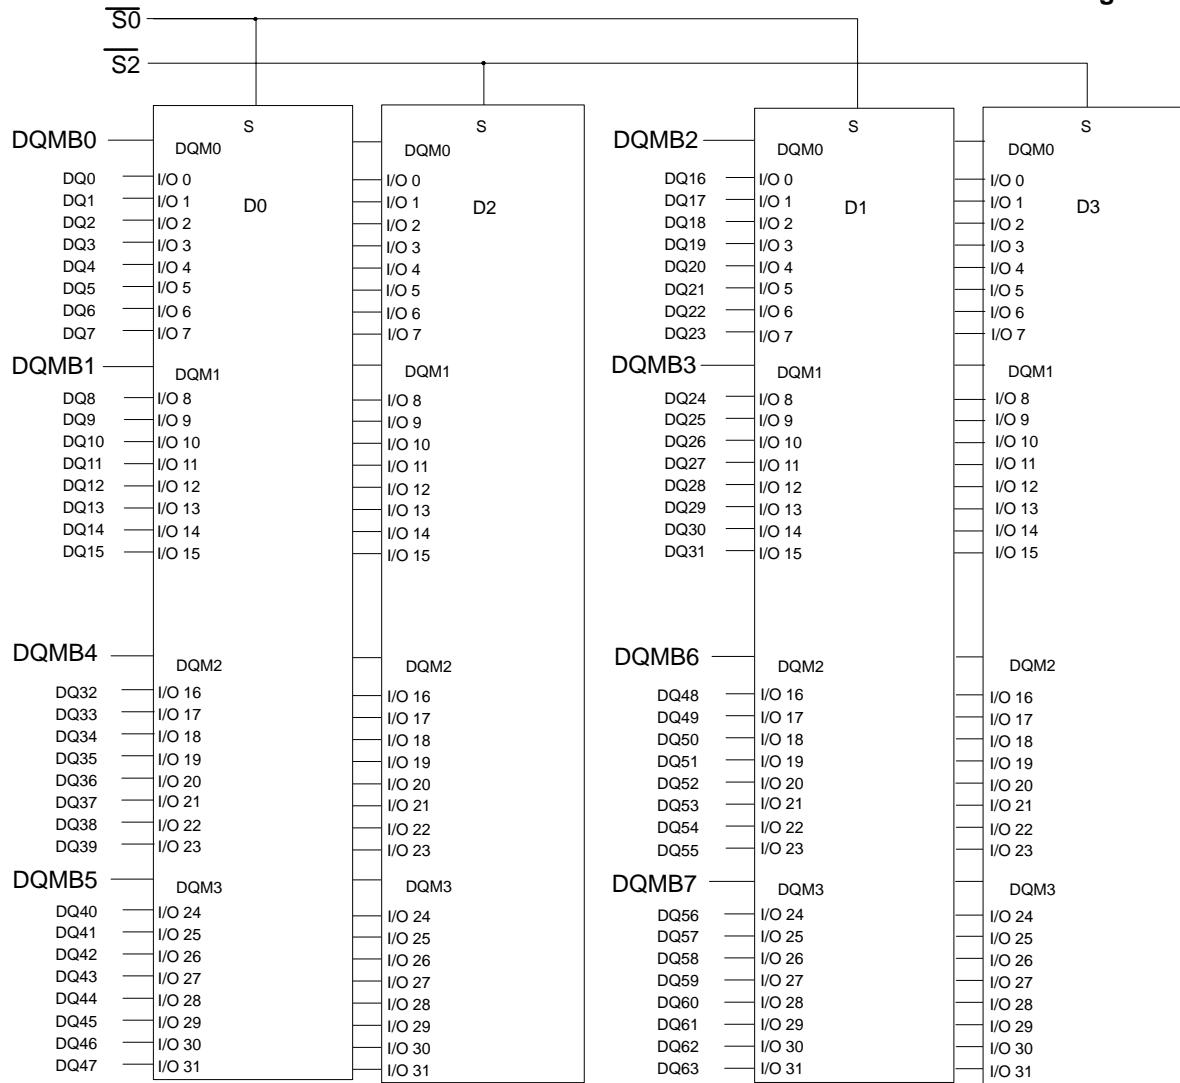 g
S0
S2
S S S S
DQMB0 DQM0 DQM0 DQMB2 DQM0 DQM0
DQ0 I/O 0 I/O 0 DQ16 I/O 0 I/O 0
DQ1 I/O 1 D0 I/O 1 D2 DQ17 I/O 1 D1 I/O 1 D3
DQ2 I/O 2 I/O 2 DQ18 I/O 2 I/O 2
DQ3 I/O 3 I/O 3 DQ19 I/O 3 I/O 3
DQ4 I/O 4 I/O 4 DQ20 I/O 4 I/O 4
DQ5 I/O 5 I/O 5 DQ21 I/O 5 I/O 5
DQ6 I/O 6 I/O 6 DQ22 I/O 6 I/O 6
DQ7 I/O 7 I/O 7 DQ23 I/O 7 I/O 7
DQMB1 DQM1 DQM1 DQMB3 DQM1 DQM1
DQ8 I/O 8 I/O 8 DQ24 I/O 8 I/O 8
DQ9 I/O 9 I/O 9 DQ25 I/O 9 I/O 9
DQ10 I/O 10 I/O 10 DQ26 I/O 10 I/O 10
DQ11 I/O 11 I/O 11 DQ27 I/O 11 I/O 11
DQ12 I/O 12 I/O 12 DQ28 I/O 12 I/O 12
DQ13 I/O 13 I/O 13 DQ29 I/O 13 I/O 13
DQ14 I/O 14 I/O 14 DQ30 I/O 14 I/O 14
DQ15 I/O 15 I/O 15 DQ31 I/O 15 I/O 15
DQMB4 DQM2 DQM2 DQMB6 DQM2 DQM2
DQ32 I/O 16 I/O 16 DQ48 I/O 16 I/O 16
DQ33 I/O 17 I/O 17 DQ49 I/O 17 I/O 17
DQ34 I/O 18 I/O 18 DQ50 I/O 18 I/O 18
DQ35 I/O 19 I/O 19 DQ51 I/O 19 I/O 19
DQ36 I/O 20 I/O 20 DQ52 I/O 20 I/O 20
DQ37 I/O 21 I/O 21 DQ53 I/O 21 I/O 21
DQ38 I/O 22 I/O 22 DQ54 I/O 22 I/O 22
DQ39 I/O 23 I/O 23 DQ55 I/O 23 I/O 23
DQMB5 DQM3 DQM3 DQMB7 DQM3 DQM3
DQ40 I/O 24 I/O 24 DQ56 I/O 24 I/O 24
DQ41 I/O 25 I/O 25 DQ57 I/O 25 I/O 25
DQ42 I/O 26 I/O 26 DQ58 I/O 26 I/O 26
DQ43 I/O 27 I/O 27 DQ59 I/O 27 I/O 27
DQ44 I/O 28 I/O 28 DQ60 I/O 28 I/O 28
DQ45 I/O 29 I/O 29 DQ61 I/O 29 I/O 29
DQ46 I/O 30 I/O 30 DQ62 I/O 30 I/O 30
DQ47 I/O 31 I/O 31 DQ63 I/O 31 I/O 31